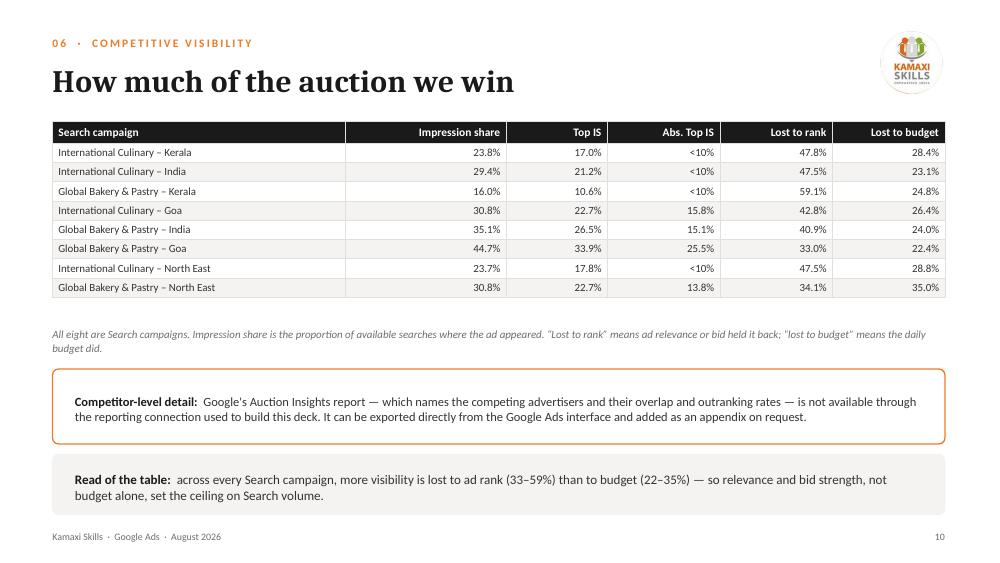 06 · COMPETITIVE VISIBILITY
How much of the auction we win
KAMAXI
SKILLS
Search campaign Impression share Top IS Abs. Top IS Lost to rank Lost to budget
International Culinary – Kerala 23.8% 17.0% <10% 47.8% 28.4%
International Culinary – India 29.4% 21.2% <10% 47.5% 23.1%
Global Bakery & Pastry – Kerala 16.0% 10.6% <10% 59.1% 24.8%
International Culinary – Goa 30.8% 22.7% 15.8% 42.8% 26.4%
Global Bakery & Pastry – India 35.1% 26.5% 15.1% 40.9% 24.0%
Global Bakery & Pastry – Goa 44.7% 33.9% 25.5% 33.0% 22.4%
International Culinary – North East 23.7% 17.8% <10% 47.5% 28.8%
Global Bakery & Pastry – North East 30.8% 22.7% 13.8% 34.1% 35.0%
All eight are Search campaigns. Impression share is the proportion of available searches where the ad appeared. “Lost to rank” means ad relevance or bid held it back; “lost to budget” means the daily
budget did.
Competitor-level detail: Google's Auction Insights report — which names the competing advertisers and their overlap and outranking rates — is not available through
the reporting connection used to build this deck. It can be exported directly from the Google Ads interface and added as an appendix on request.
Read of the table: across every Search campaign, more visibility is lost to ad rank (33–59%) than to budget (22–35%) — so relevance and bid strength, not
budget alone, set the ceiling on Search volume.
Kamaxi Skills · Google Ads · August 2026
10